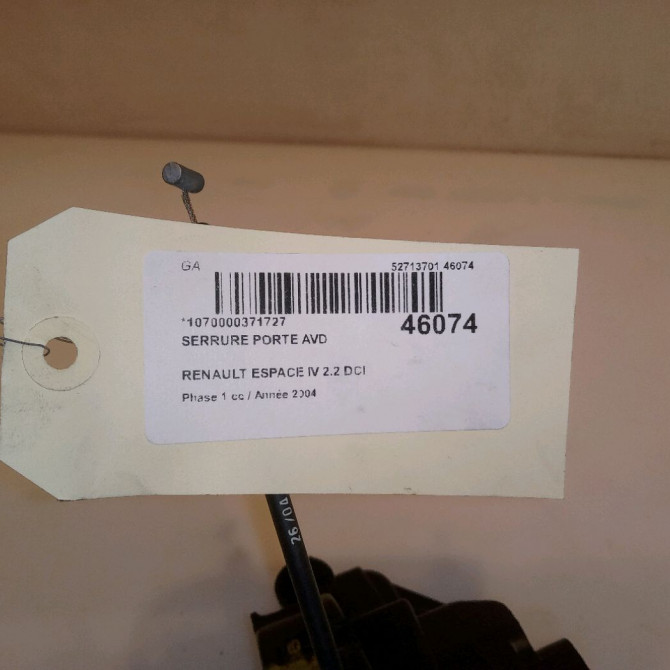 GA 52713701 46074
*1070000371727 46074
SERRURE PORTE AVD
RENAULT ESPACE IV 2.2 DCI
Phase 1 cc / Année 2004
26/04